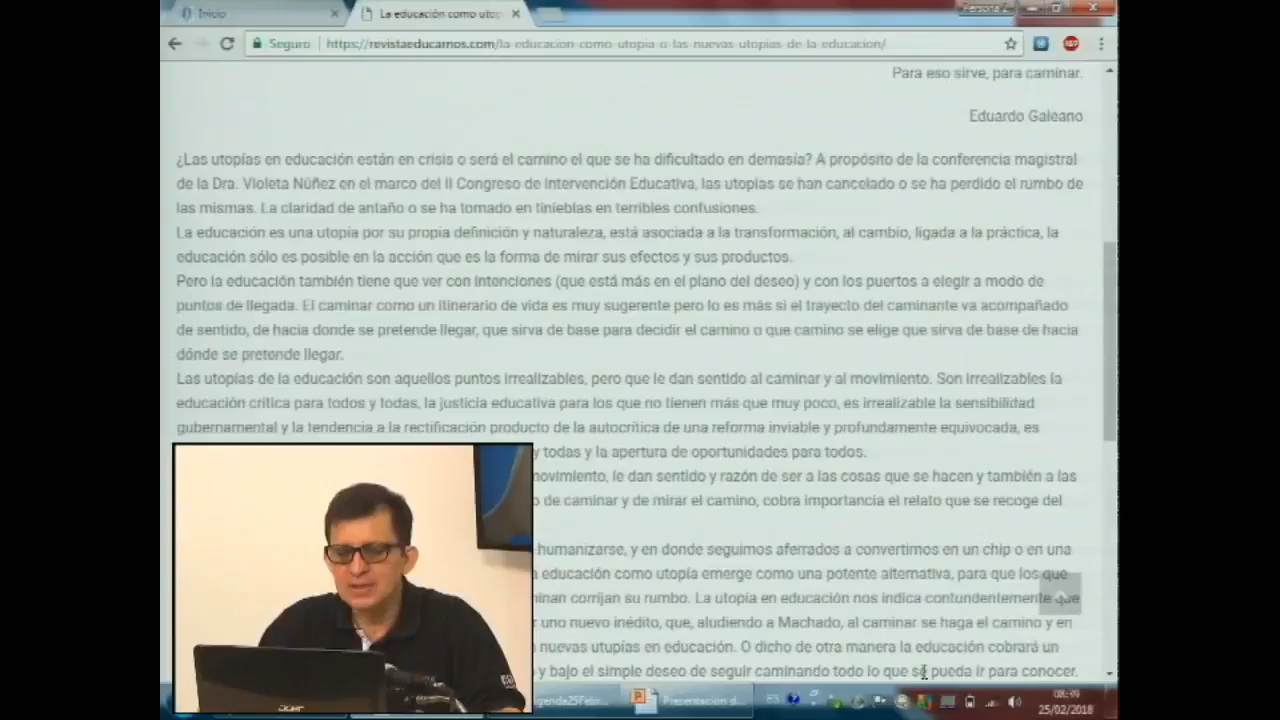 Inicio
La educación como utop
Persona 2
Seguro
https://revistaeducarnos.com/la-educacion-como-utopia-o-las-nuevas-utopias-de-la-educacion/
Para eso sirve, para caminar.
Eduardo Galeano
¿Las utopías en educación están en crisis o será el camino el que se ha dificultado en demasía? A propósito de la conferencia magistral
de la Dra. Violeta Núñez en el marco del II Congreso de Intervención Educativa, las utopías se han cancelado o se ha perdido el rumbo de
las mismas. La claridad de antaño o se ha tornado en tinieblas en terribles confusiones.
La educación es una utopía por su propia definición y naturaleza, está asociada a la transformación, al cambio, ligada a la práctica, la
educación sólo es posible en la acción que es la forma de mirar sus efectos y sus productos.
Pero la educación también tiene que ver con intenciones (que está más en el plano del deseo) y con los puertos a elegir a modo de
puntos de llegada. El caminar como un itinerario de vida es muy sugerente pero lo es más si el trayecto del caminante va acompañado
de sentido, de hacia donde se pretende llegar, que sirva de base para decidir el camino o que camino se elige que sirva de base de hacia
dónde se pretende llegar.
Las utopías de la educación son aquellos puntos irrealizables, pero que le dan sentido al caminar y al movimiento. Son irrealizables la
educación crítica para todos y todas, la justicia educativa para los que no tienen más que muy poco, es irrealizable la sensibilidad
gubernamental y la tendencia a la rectificación producto de la autocrítica de una reforma inviable y profundamente equivocada, es
y todas y la apertura de oportunidades para todos.
movimiento, le dan sentido y razón de ser a las cosas que se hacen y también a las
o de caminar y de mirar el camino, cobra importancia el relato que se recoge del
humanizarse, y en donde seguimos aferrados a convertirnos en un chip o en una
a educación como utopía emerge como una potente alternativa, para que los que
minan corrijan su rumbo. La utopía en educación nos indica contundentemente que
r uno nuevo inédito, que, aludiendo a Machado, al caminar se haga el camino y en
nuevas utopías en educación. O dicho de otra manera la educación cobrará un
y bajo el simple deseo de seguir caminando todo lo que se pueda ir para conocer.
acer
genda25Febr...
Presentación d...
ES
08:39
25/02/2018